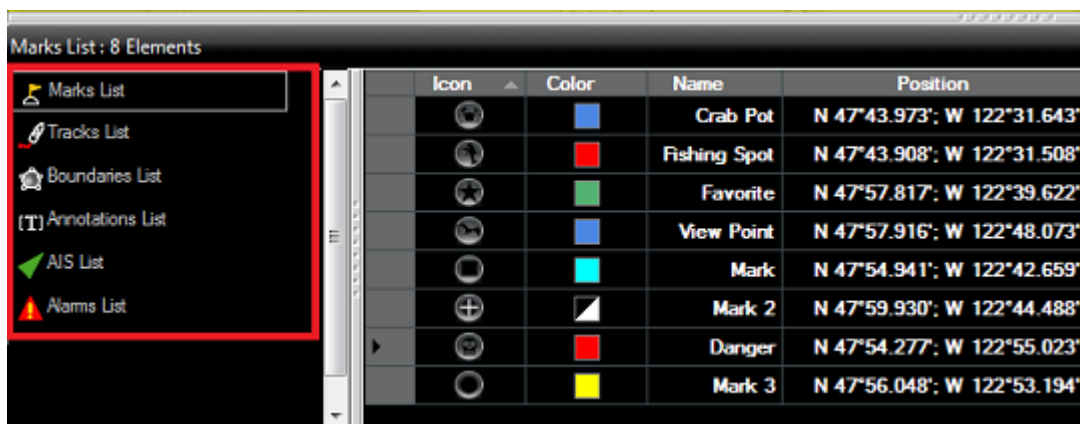 Marks List : 8 Elements
Marks List
Tracks List
Boundaries List
[T] Annotations List
AIS List
Alarms List
Icon Color Name Position
Crab Pot N 47°43.973'; W 122°31.643'
Fishing Spot N 47°43.908'; W 122°31.508'
Favorite N 47°57.817'; W 122°39.622'
View Point N 47°57.916'; W 122°48.073'
Mark N 47°54.941'; W 122°42.659'
Mark 2 N 47°59.930'; W 122°44.488'
Danger N 47°54.277'; W 122°55.023'
Mark 3 N 47°56.048'; W 122°53.194'